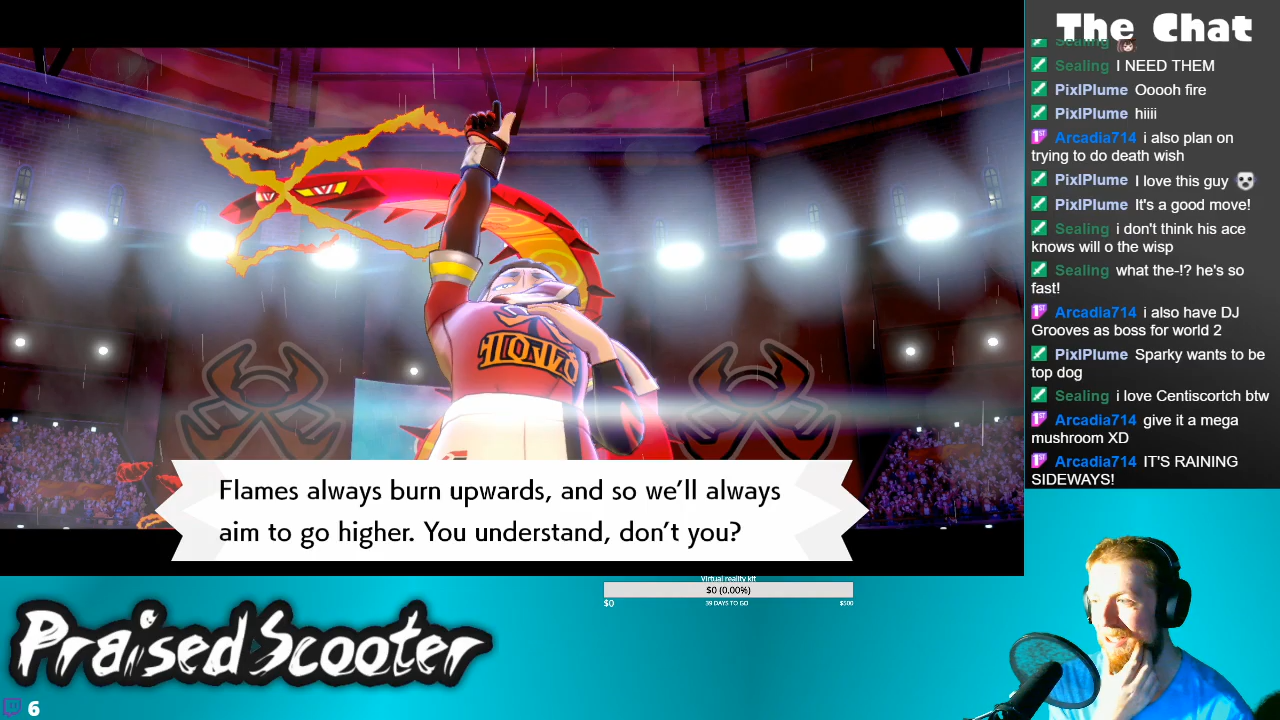 The Chat
Sealing
Sealing I NEED THEM
PixlPlume Ooooh fire
PixlPlume hiiii
Arcadia714 i also plan on
trying to do death wish
PixlPlume I love this guy
PixlPlume It's a good move!
Sealing i don't think his ace
knows will o the wisp
Sealing what the-!? he's so
fast!
Arcadia714 i also have DJ
Grooves as boss for world 2
PixlPlume Sparky wants to be
top dog
Sealing i love Centiscortch btw
Arcadia714 give it a mega
mushroom XD
Arcadia714 IT'S RAINING
SIDEWAYS!
Flames always burn upwards, and so we'll always
aim to go higher. You understand, don't you?
Virtual reality kit
$0 (0.00%)
$0 39 DAYS TO GO $500
Praised Scooter
6